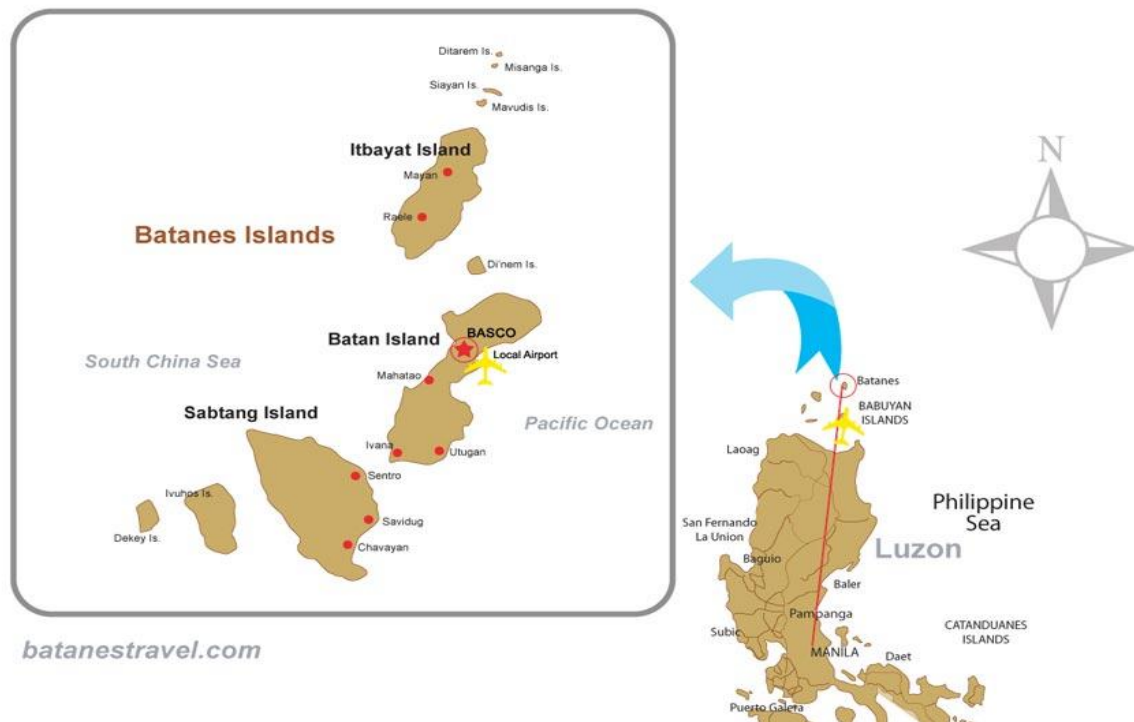 Ditarem Is.
Misanga Is.
Siayan Is.
Mavudis Is.
Itbayat Island
Mayan
Raele
Batanes Islands
Di'nem Is.
Batan Island
BASCO
Local Airport
South China Sea
Mahatao
Sabtang Island
Pacific Ocean
Ivana
Utugan
Sentro
Ivuhos Is.
Savidug
Dekey Is.
Chavayan
batanestravel.com
N
Batanes
BABUYAN
ISLANDS
Laoag
Philippine
Sea
San Fernando
La Union
Luzon
Baguio
Baler
Pampanga
Subic
CATANDUANES
ISLANDS
MANILA
Daet
Puerto Galera